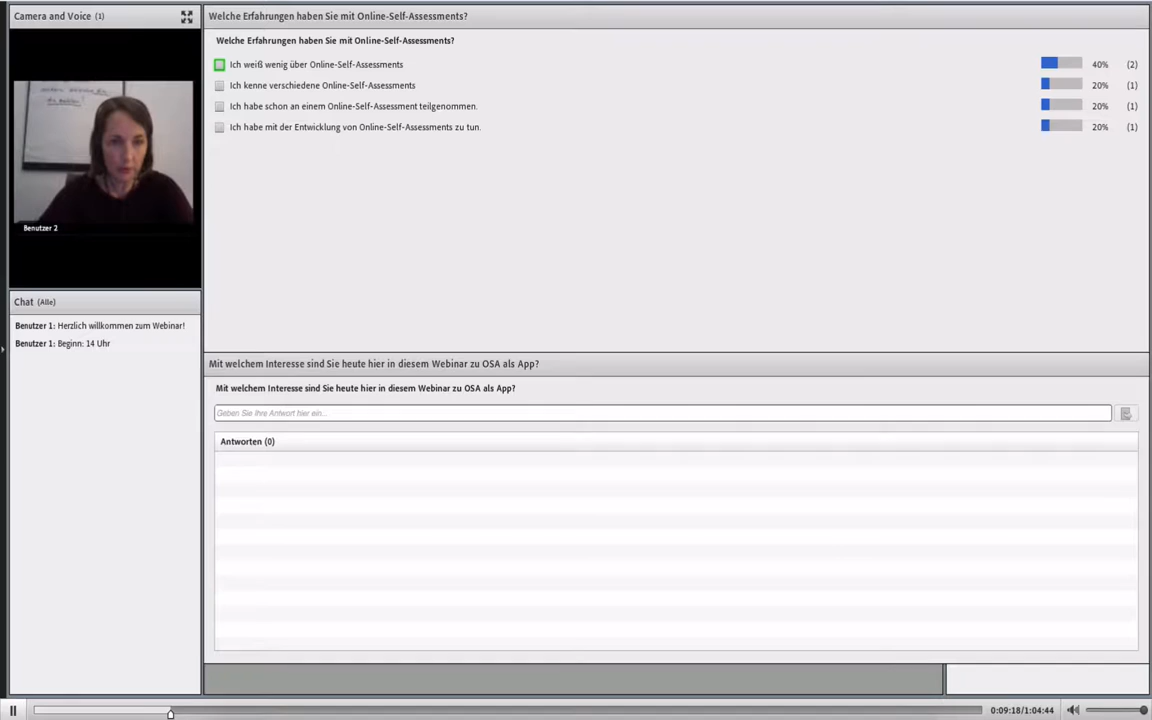 Camera and Voice (1)
Benutzer 2
Chat (Alle)
Benutzer 1: Herzlich willkommen zum Webinar!
Benutzer 1: Beginn: 14 Uhr
Welche Erfahrungen haben Sie mit Online-Self-Assessments?
Welche Erfahrungen haben Sie mit Online-Self-Assessments?
Ich weiß wenig über Online-Self-Assessments 40% (2)
Ich kenne verschiedene Online-Self-Assessments 20% (1)
Ich habe schon an einem Online-Self-Assessment teilgenommen. 20% (1)
Ich habe mit der Entwicklung von Online-Self-Assessments zu tun. 20% (1)
Mit welchem Interesse sind Sie heute hier in diesem Webinar zu OSA als App?
Mit welchem Interesse sind Sie heute hier in diesem Webinar zu OSA als App?
Geben Sie Ihre Antwort hier ein...
Antworten (0)
0:09:18/1:04:44